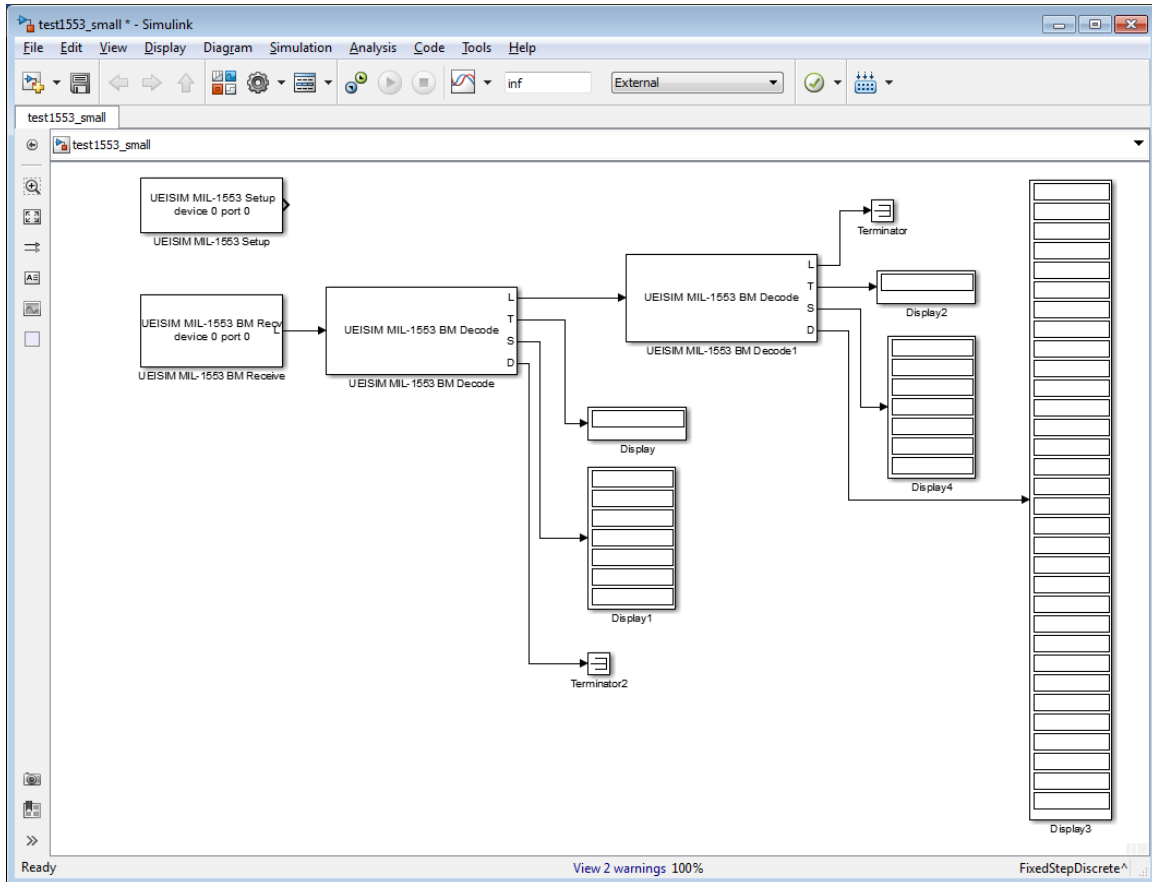 test1553_small * - Simulink
File Edit View Display Diagram Simulation Analysis Code Tools Help
inf
External
test1553_small
test1553_small
UEISIM MIL-1553 Setup
device 0 port 0
UEISIM MIL-1553 Setup
UEISIM MIL-1553 BM Recv
device 0 port 0
L
UEISIM MIL-1553 BM Receive
UEISIM MIL-1553 BM Decode
L
T
S
D
UEISIM MIL-1553 BM Decode
UEISIM MIL-1553 BM Decode
L
T
S
D
UEISIM MIL-1553 BM Decode1
Terminator
Display2
Display4
Display
Display1
Terminator2
Display3
Ready
View 2 warnings 100%
FixedStepDiscrete^